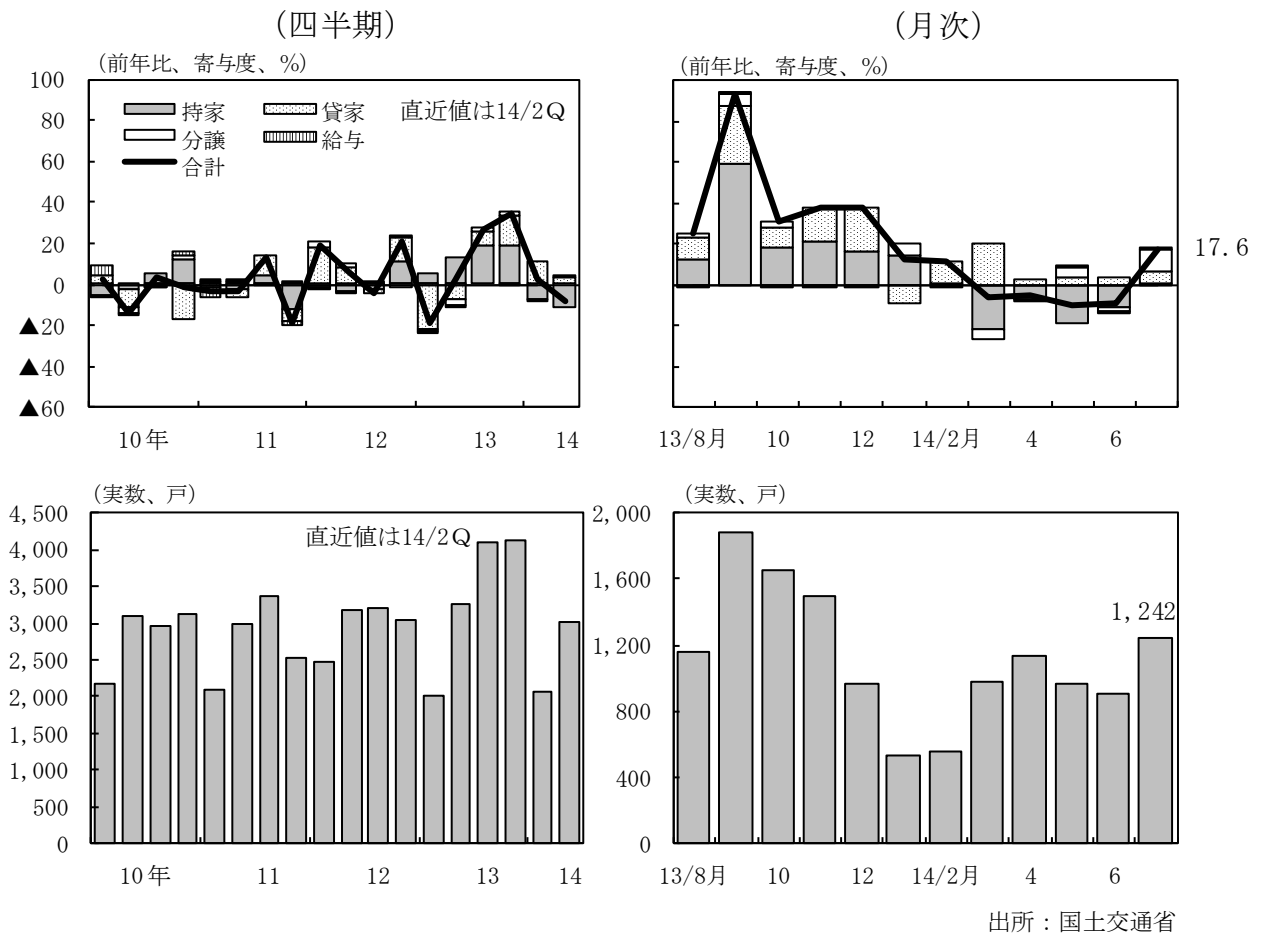 (四半期)
(前年比、寄与度、%)
100
80
60
40
20
0
▲20
▲40
▲60
持家
貸家
直近値は14/2Q
分譲
給与
合計
10年
11
12
13
14
(月次)
(前年比、寄与度、%)
17.6
13/8月
10
12
14/2月
4
6
(実数、戸)
4,500
4,000
3,500
3,000
2,500
2,000
1,500
1,000
500
0
直近値は14/2Q
10年
11
12
13
14
(実数、戸)
2,000
1,600
1,200
800
400
0
1,242
13/8月
10
12
14/2月
4
6
出所：国土交通省